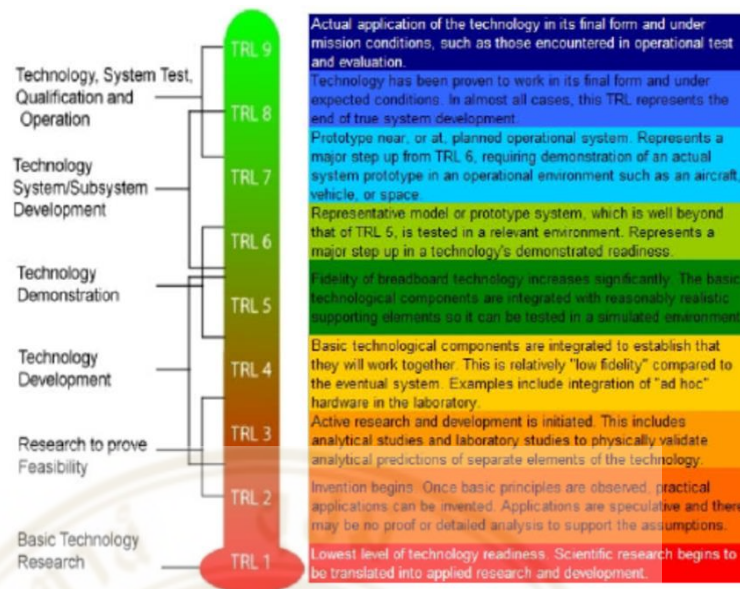 Technology, System Test,
Qualification and
Operation
Technology
System/Subsystem
Development
Technology
Demonstration
Technology
Development
Research to prove
Feasibility
Basic Technology
Research
TRL 9
TRL 8
TRL 7
TRL 6
TRL 5
TRL 4
TRL 3
TRL 2
TRL 1
Actual application of the technology in its final form and under
mission conditions, such as those encountered in operational test
and evaluation.
Technology has been proven to work in its final form and under
expected conditions. In almost all cases, this TRL represents the
end of true system development.
Prototype near, or at, planned operational system. Represents a
major step up from TRL 6, requiring demonstration of an actual
system prototype in an operational environment such as an aircraft,
vehicle, or space.
Representative model or prototype system, which is well beyond
that of TRL 5, is tested in a relevant environment. Represents a
major step up in a technology's demonstrated readiness.
Fidelity of breadboard technology increases significantly. The basic
technological components are integrated with reasonably realistic
supporting elements so it can be tested in a simulated environment
Basic technological components are integrated to establish that
they will work together. This is relatively "low fidelity" compared to
the eventual system. Examples include integration of "ad hoc"
hardware in the laboratory.
Active research and development is initiated. This includes
analytical studies and laboratory studies to physically validate
analytical predictions of separate elements of the technology.
Invention begins. Once basic principles are observed, practical
applications can be invented. Applications are speculative and there
may be no proof or detailed analysis to support the assumptions.
Lowest level of technology readiness. Scientific research begins to
be translated into applied research and development.